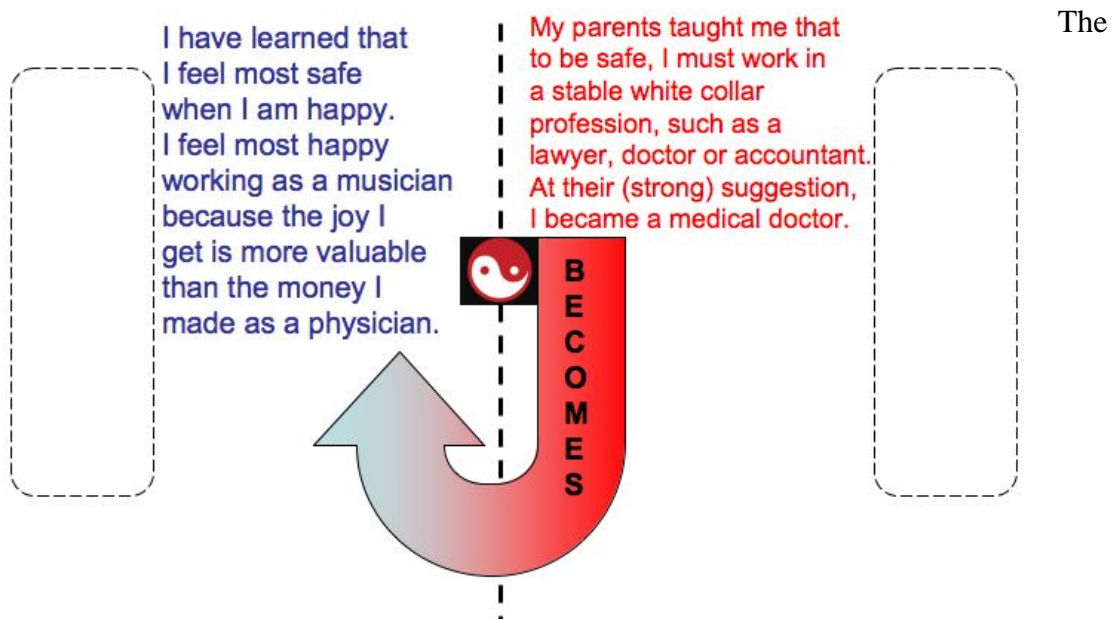 I have learned that
I feel most safe
when I am happy.
I feel most happy
working as a musician
because the joy I
get is more valuable
than the money I
made as a physician.
My parents taught me that
to be safe, I must work in
a stable white collar
profession, such as a
lawyer, doctor or accountant.
At their (strong) suggestion,
I became a medical doctor.
BECOMES
The